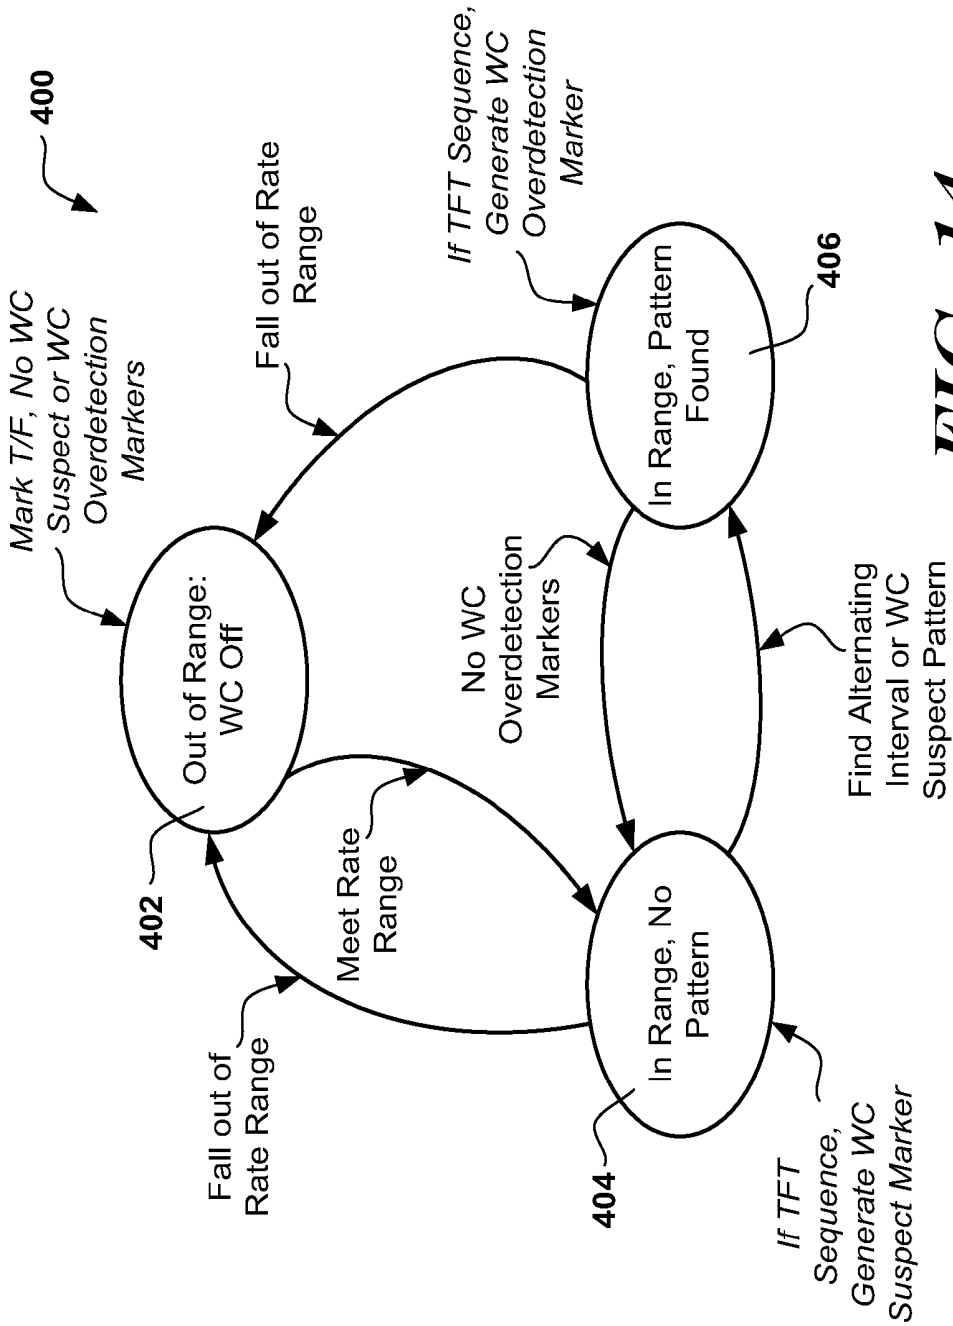 400
Mark T/F, No WC
Suspect or WC
Overdetection
Markers
Fall out of Rate
Range
If TFT Sequence,
Generate WC
Overdetection
Marker
402
Out of Range:
WC Off
Fall out of
Rate Range
Meet Rate
Range
No WC
Overdetection
Markers
In Range, Pattern
Found
406
404
In Range, No
Pattern
Find Alternating
Interval or WC
Suspect Pattern
If TFT
Sequence,
Generate WC
Suspect Marker